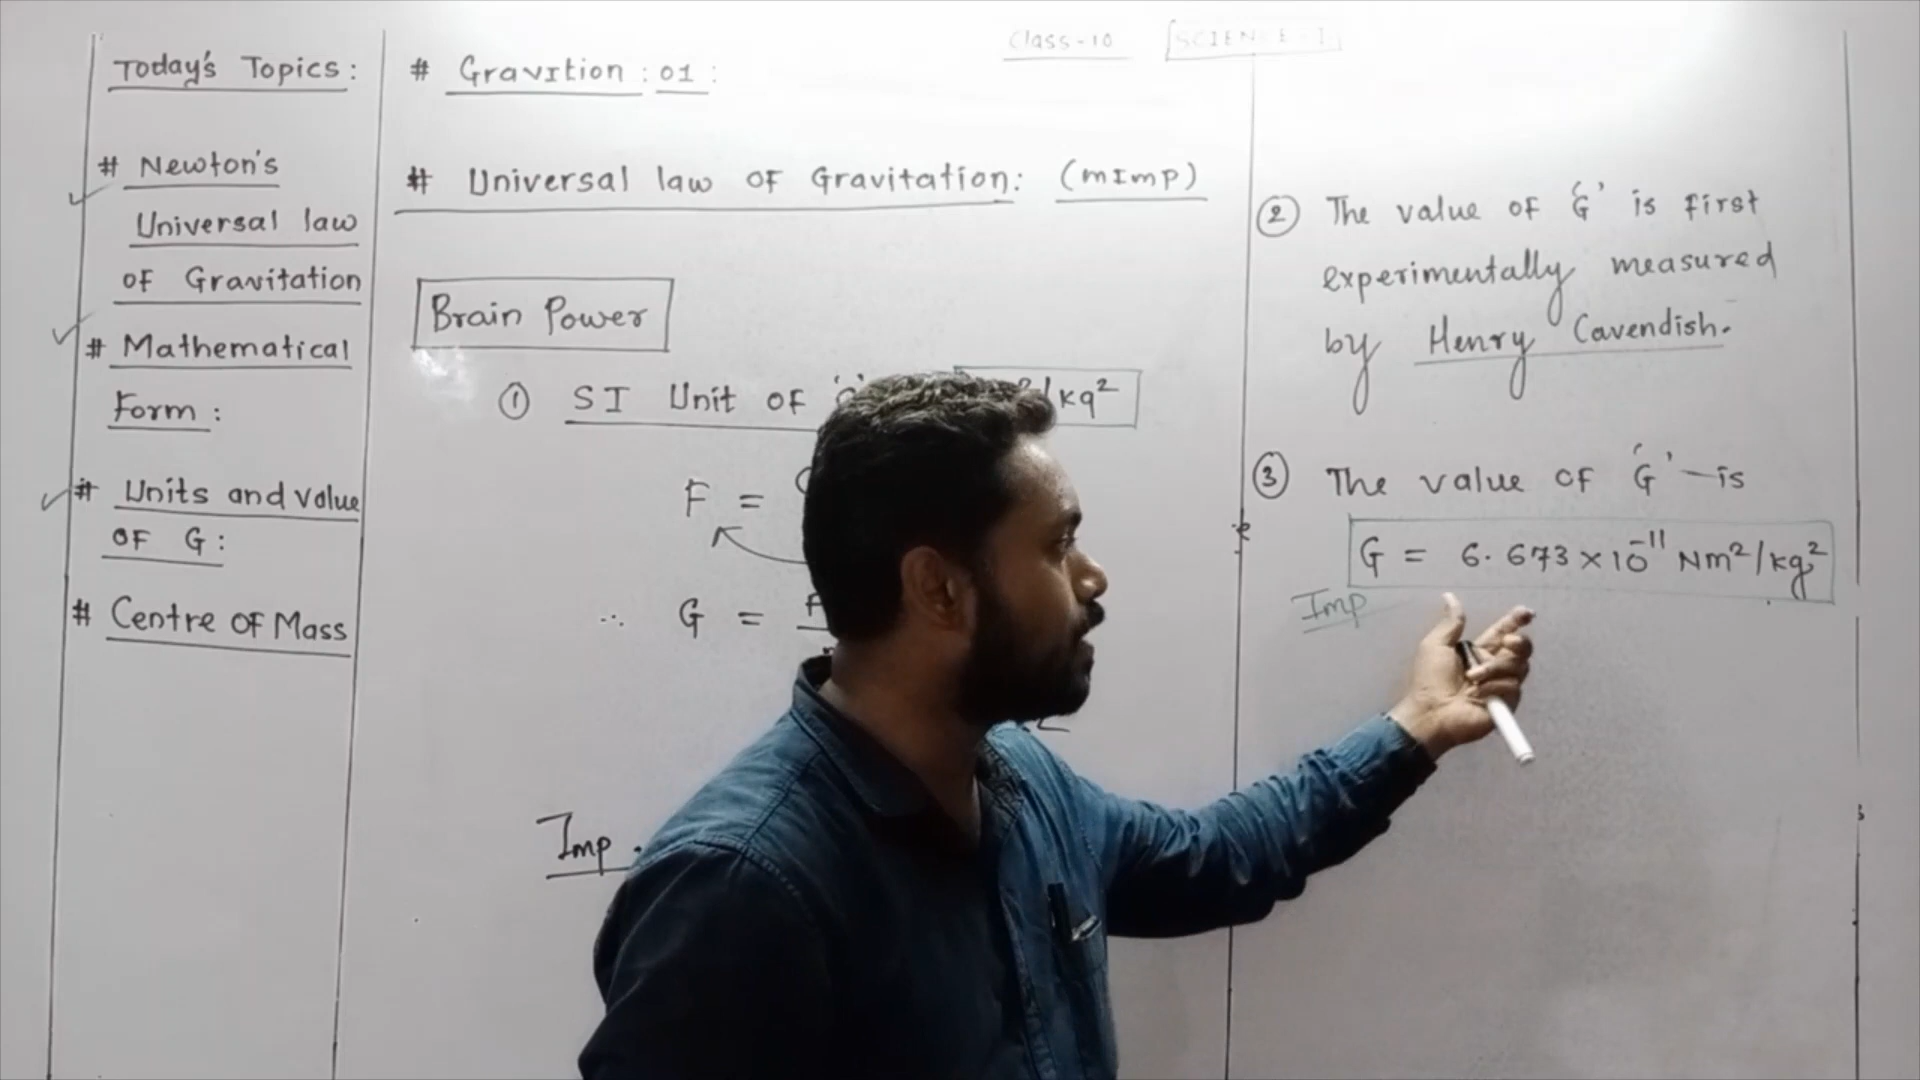 Class-10 SCIENCE-I
Today's Topics:
# Newton's
Universal law
of Gravitation
# Mathematical
Form:
# Units and value
of G:
# Centre of Mass
# Gravition: 01:
# Universal law of Gravitation: (mImp)
Brain Power
① SI Unit of 'G' /kg²
F =
∴ G =
Imp.
② The value of 'G' is first
experimentally measured
by Henry Cavendish.
③ The value of 'G' - is
G = 6.673 × 10⁻¹¹ Nm²/kg²
Imp